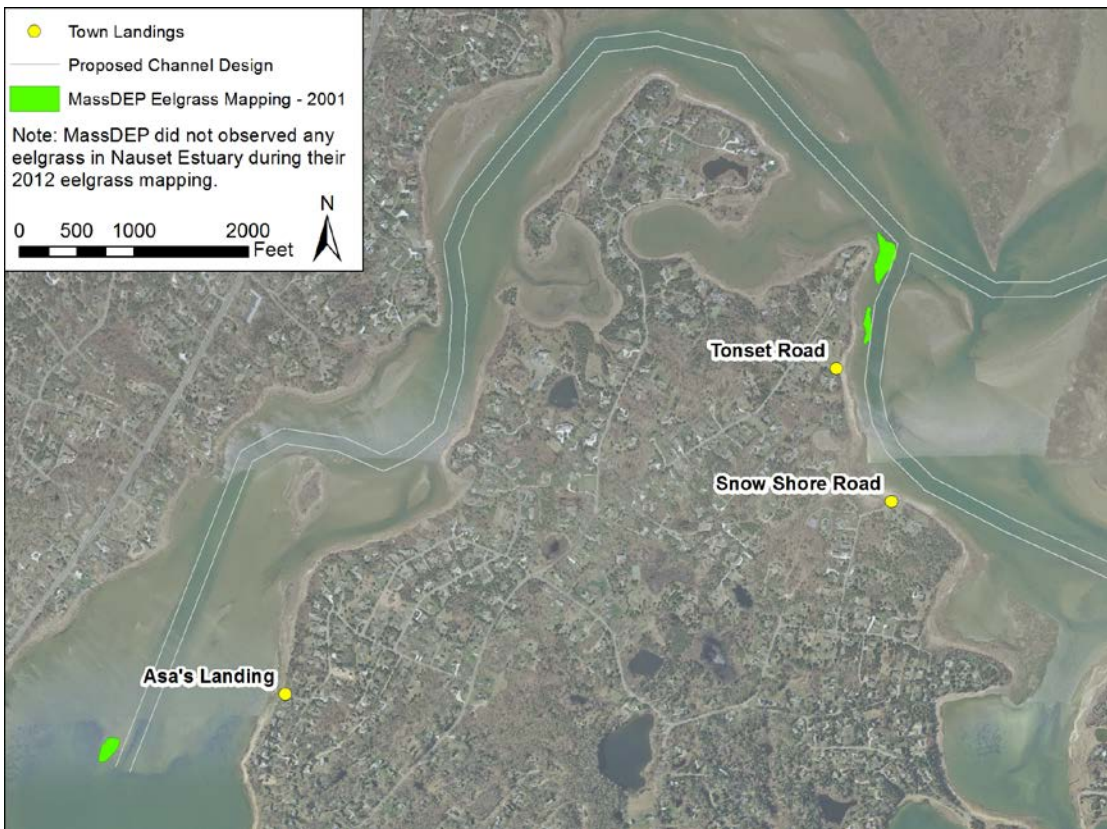 Town Landings
Proposed Channel Design
MassDEP Eelgrass Mapping - 2001
Note: MassDEP did not observed any
eelgrass in Nauset Estuary during their
2012 eelgrass mapping.
N
0 500 1000 2000
Feet
Tonset Road
Snow Shore Road
Asa's Landing